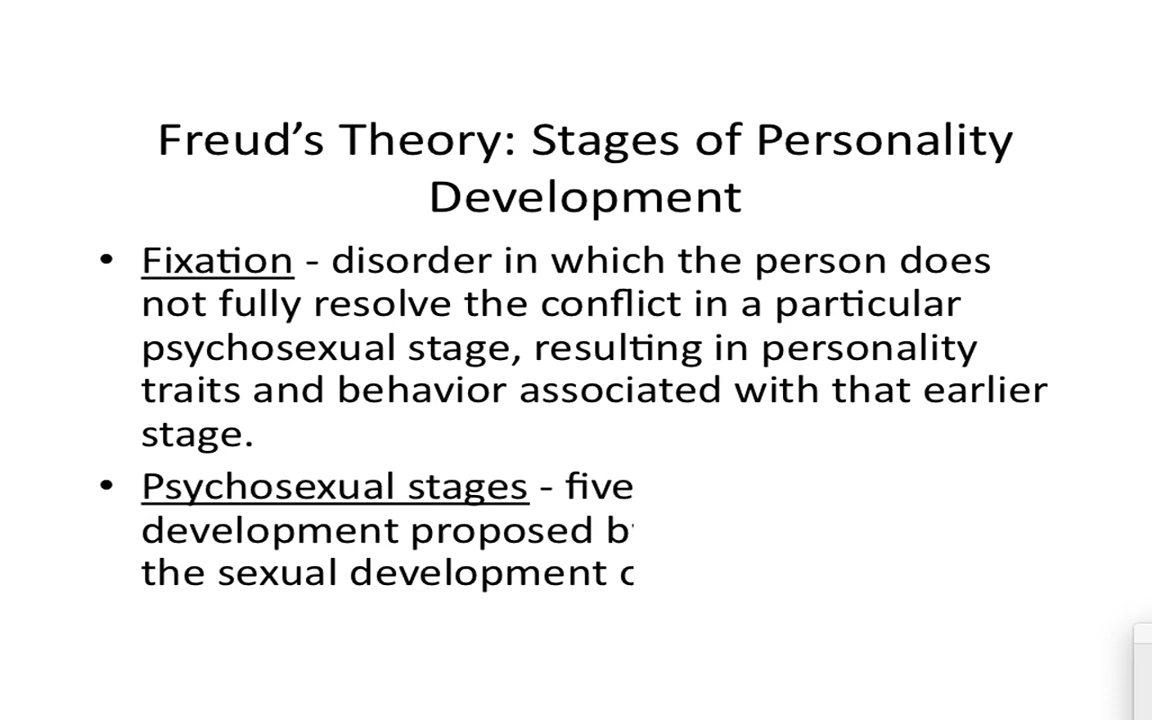 Freud’s Theory: Stages of Personality
Development
• Fixation - disorder in which the person does
not fully resolve the conflict in a particular
psychosexual stage, resulting in personality
traits and behavior associated with that earlier
stage.
• Psychosexual stages - five
development proposed
the sexual development